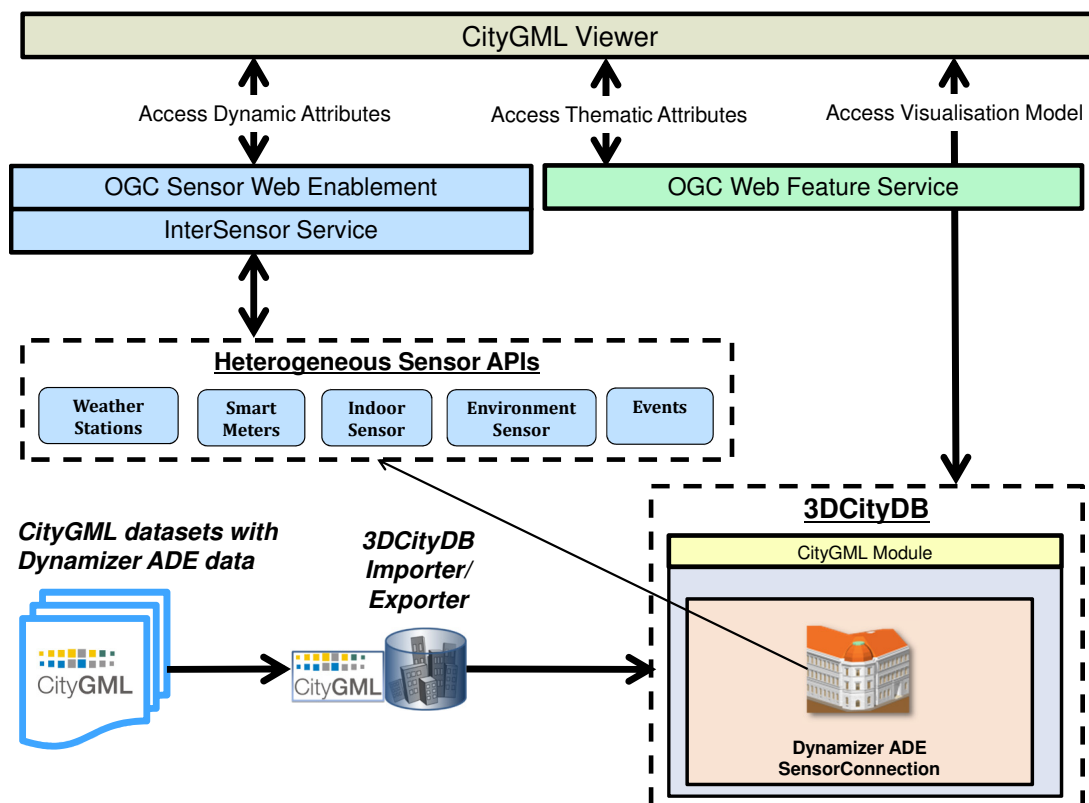 CityGML Viewer
Access Dynamic Attributes
Access Thematic Attributes
Access Visualisation Model
OGC Sensor Web Enablement
InterSensor Service
OGC Web Feature Service
Heterogeneous Sensor APIs
Weather
Stations
Smart
Meters
Indoor
Sensor
Environment
Sensor
Events
CityGML datasets with
Dynamizer ADE data
CityGML
3DCityDB
Importer/
Exporter
CityGML
3DCityDB
CityGML Module
Dynamizer ADE
SensorConnection